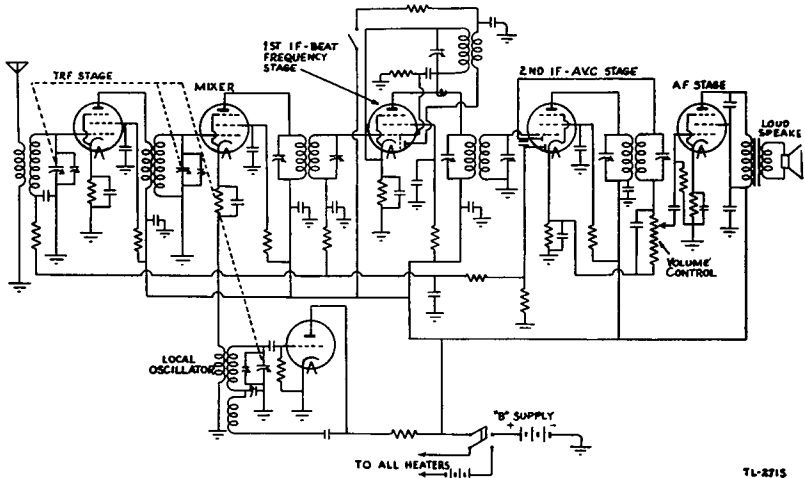 1ST IF-BEAT
FREQUENCY
STAGE
TRF STAGE
MIXER
2ND IF-AVC STAGE
AF STAGE
LOUD
SPEAKE
VOLUME
CONTROL
LOCAL
OSCILLATOR
"B" SUPPLY
+ -
TO ALL HEATERS
TL-2715